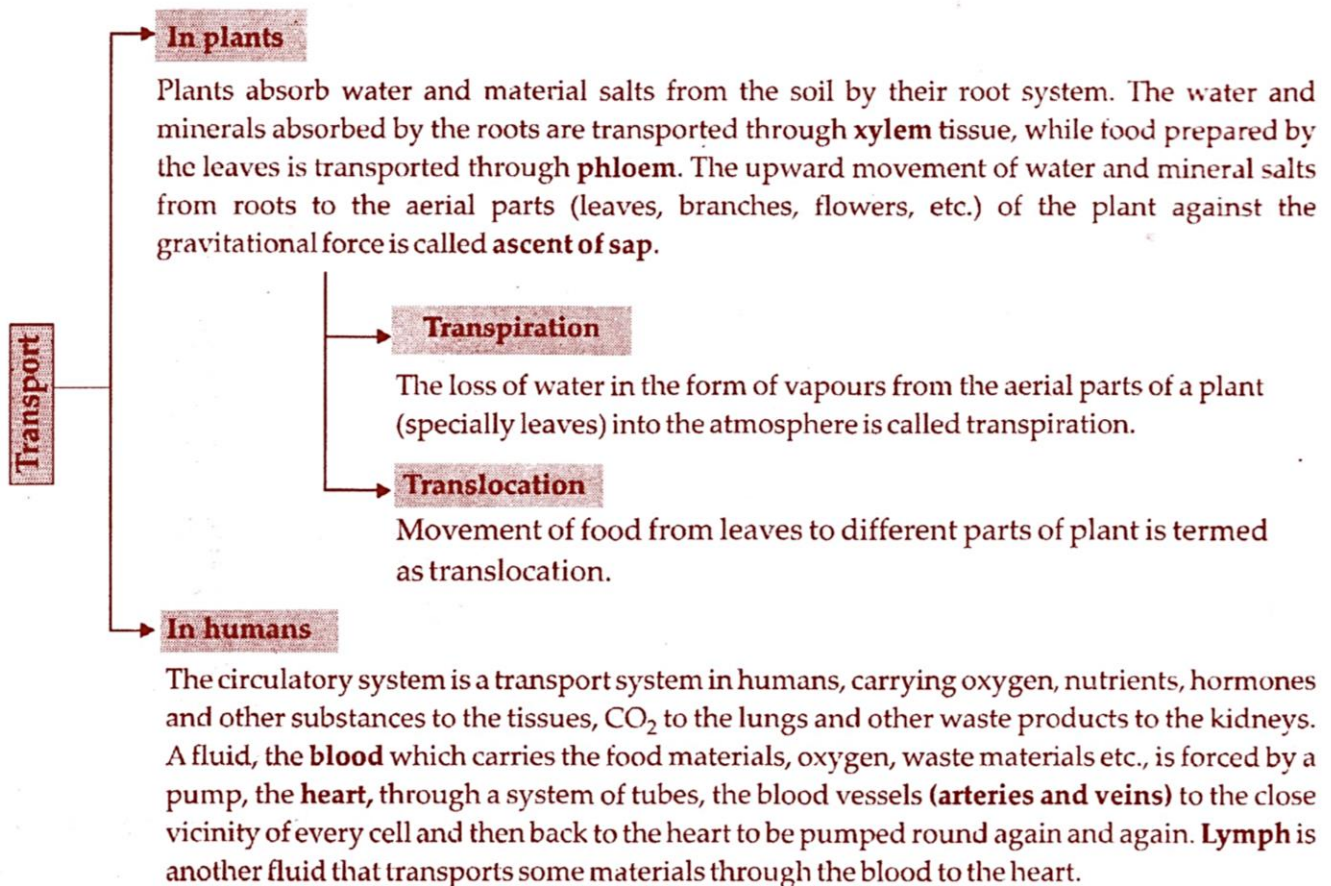 In plants
Plants absorb water and material salts from the soil by their root system. The water and
minerals absorbed by the roots are transported through xylem tissue, while food prepared by
the leaves is transported through phloem. The upward movement of water and mineral salts
from roots to the aerial parts (leaves, branches, flowers, etc.) of the plant against the
gravitational force is called ascent of sap.
Transpiration
The loss of water in the form of vapours from the aerial parts of a plant
(specially leaves) into the atmosphere is called transpiration.
Transport
Translocation
Movement of food from leaves to different parts of plant is termed
as translocation.
In humans
The circulatory system is a transport system in humans, carrying oxygen, nutrients, hormones
and other substances to the tissues, CO₂ to the lungs and other waste products to the kidneys.
A fluid, the blood which carries the food materials, oxygen, waste materials etc., is forced by a
pump, the heart, through a system of tubes, the blood vessels (arteries and veins) to the close
vicinity of every cell and then back to the heart to be pumped round again and again. Lymph is
another fluid that transports some materials through the blood to the heart.